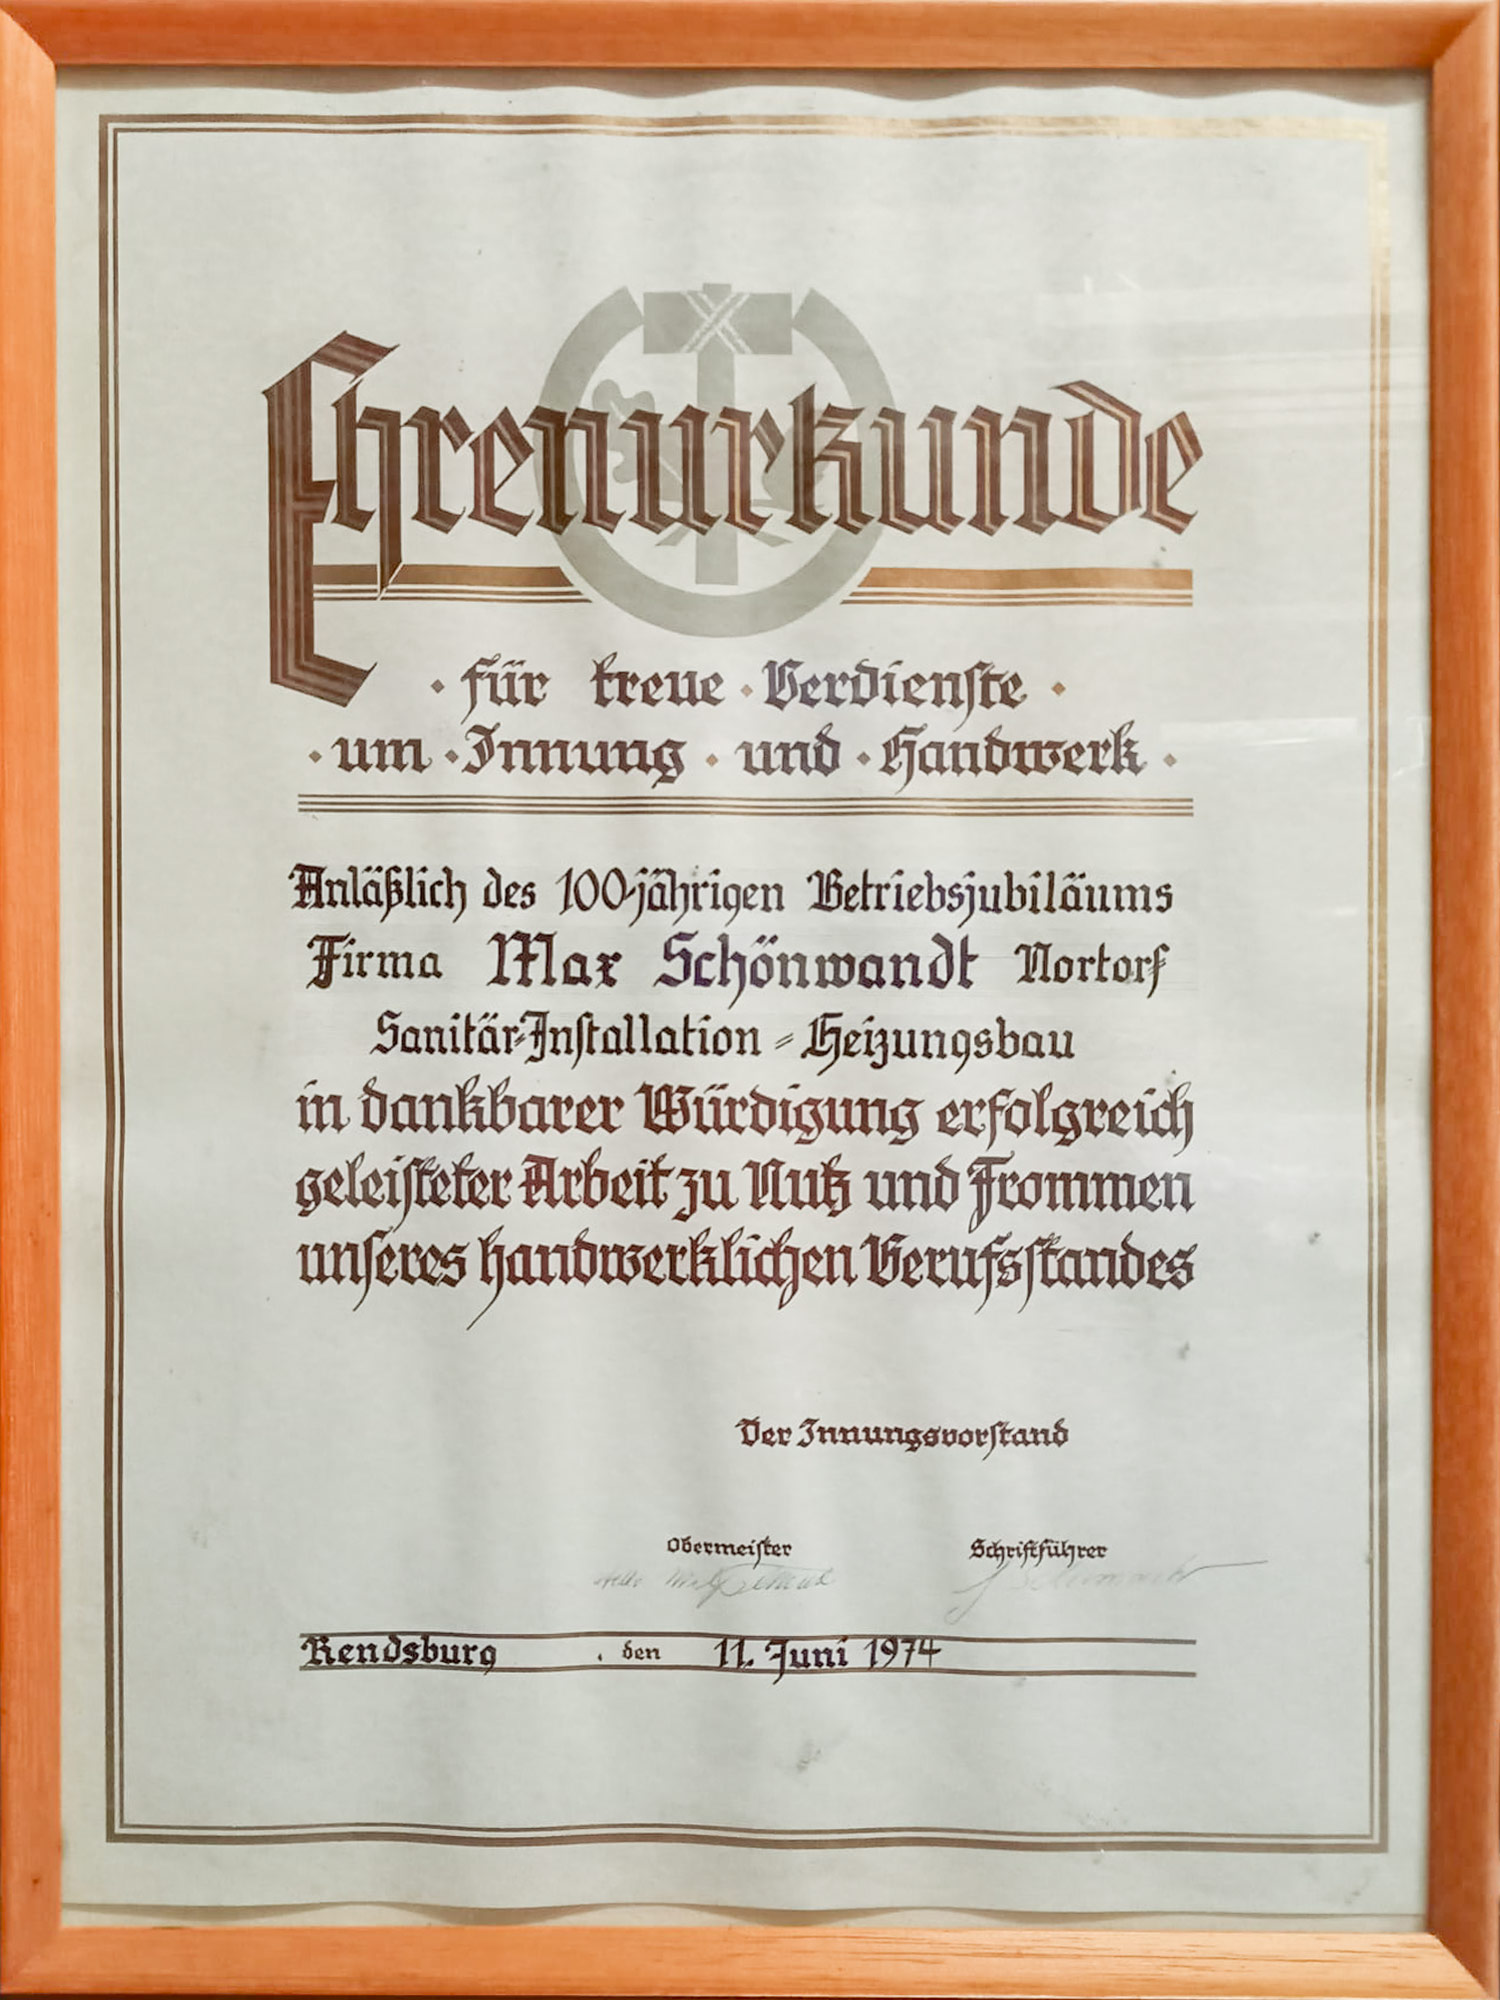 Ehrenurkunde
· für treue · Verdienste ·
· um · Innung · und · Handwerk ·
Anläßlich des 100-jährigen Betriebsjubiläums
Firma Max Schönwandt Nortorf
Sanitär-Installation - Heizungsbau
in dankbarer Würdigung erfolgreich
geleisteter Arbeit zu Nutz und Frommen
unseres handwerklichen Berufsstandes
Der Innungsvorstand
Obermeister Schriftführer
Rendsburg, den 11. Juni 1974